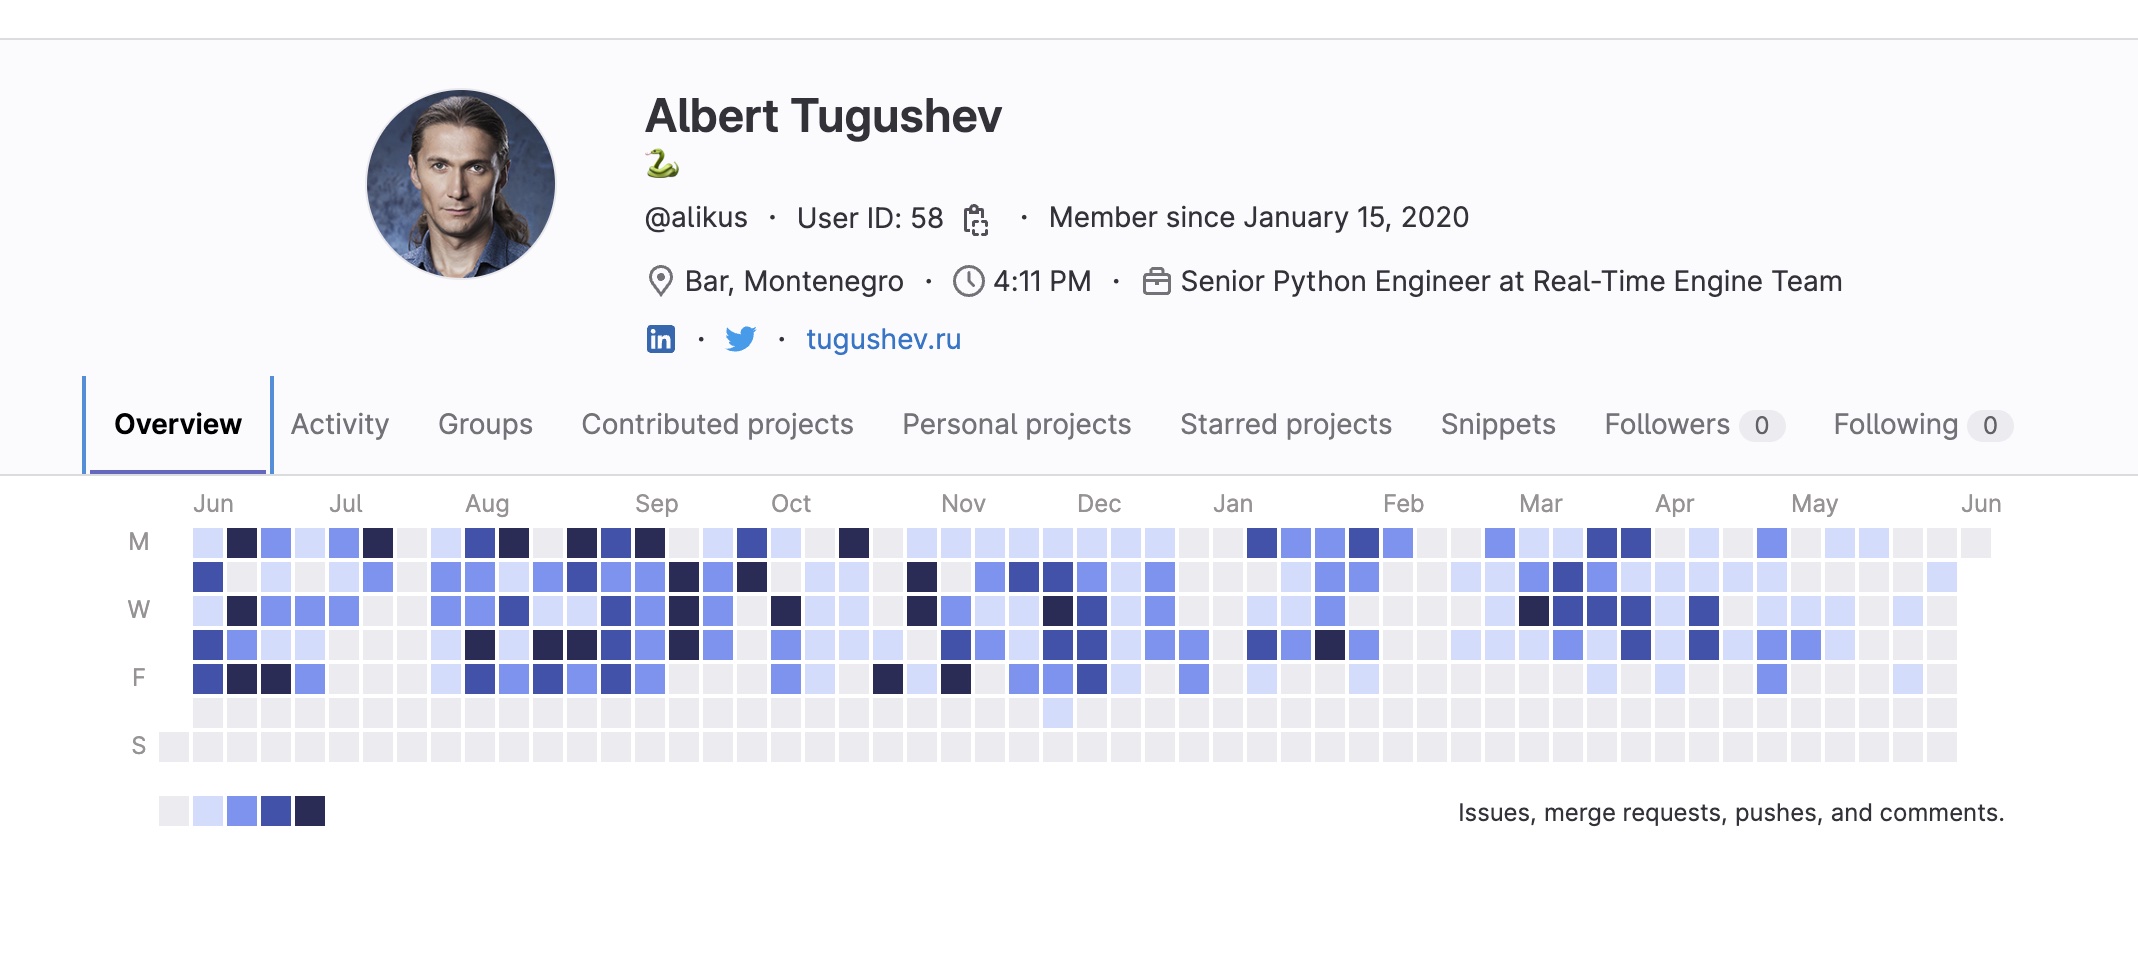 Albert Tugushev
@alikus · User ID: 58 · Member since January 15, 2020
Bar, Montenegro · 4:11 PM · Senior Python Engineer at Real-Time Engine Team
in · · tugushev.ru
Overview Activity Groups Contributed projects Personal projects Starred projects Snippets Followers 0 Following 0
Jun Jul Aug Sep Oct Nov Dec Jan Feb Mar Apr May Jun
M
W
F
S
Issues, merge requests, pushes, and comments.